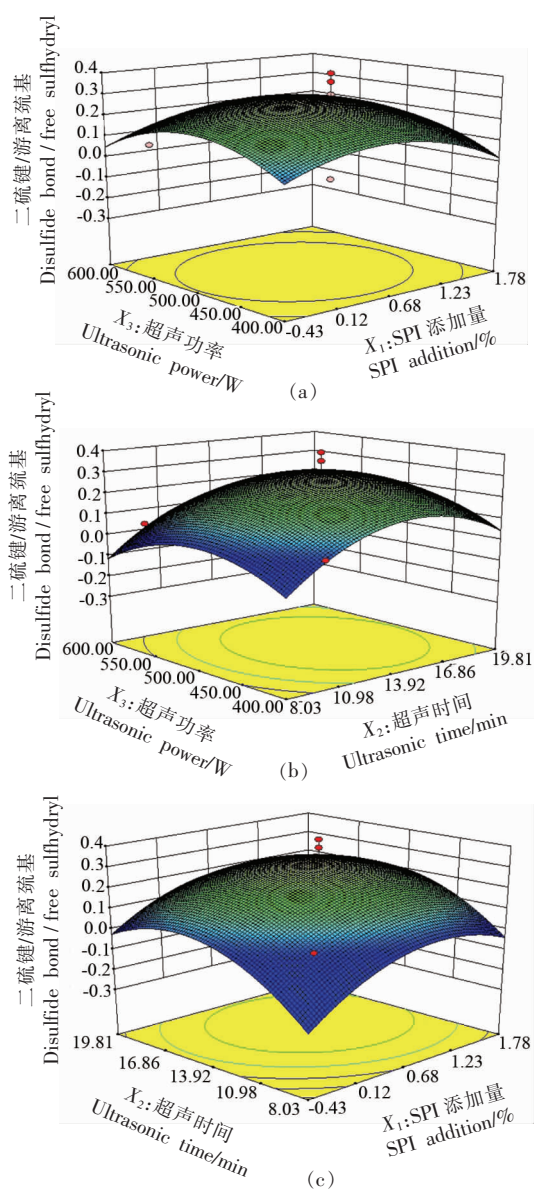 二硫键/游离巯基
Disulfide bond / free sulfhydryl
0.4
0.3
0.2
0.1
0.0
-0.1
-0.2
-0.3
600.00
550.00
500.00
450.00
400.00
X3:超声功率
Ultrasonic power/W
-0.43
0.12
0.68
1.23
1.78
X1:SPI 添加量
SPI addition/%
(a)
二硫键/游离巯基
Disulfide bond / free sulfhydryl
0.4
0.3
0.2
0.1
0.0
-0.1
-0.2
-0.3
600.00
550.00
500.00
450.00
400.00
X3:超声功率
Ultrasonic power/W
8.03
10.98
13.92
16.86
19.81
X2:超声时间
Ultrasonic time/min
(b)
二硫键/游离巯基
Disulfide bond / free sulfhydryl
0.4
0.3
0.2
0.1
0.0
-0.1
-0.2
-0.3
19.81
16.86
13.92
10.98
8.03
X2:超声时间
Ultrasonic time/min
-0.43
0.12
0.68
1.23
1.78
X1:SPI 添加量
SPI addition/%
(c)